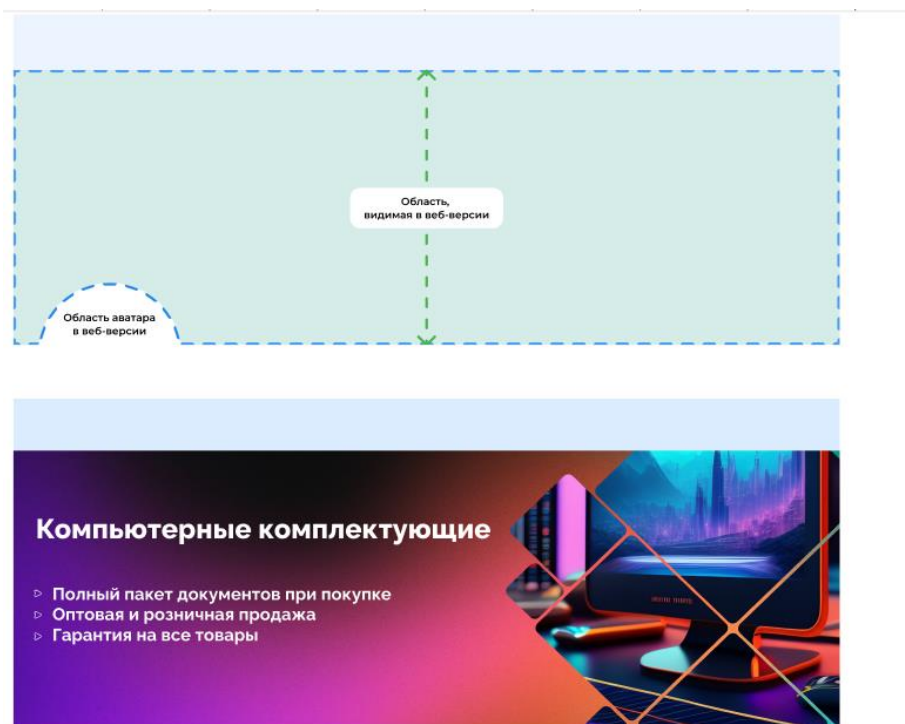 Область,
видимая в веб-версии
Область аватара
в веб-версии
Компьютерные комплектующие
Полный пакет документов при покупке
Оптовая и розничная продажа
Гарантия на все товары